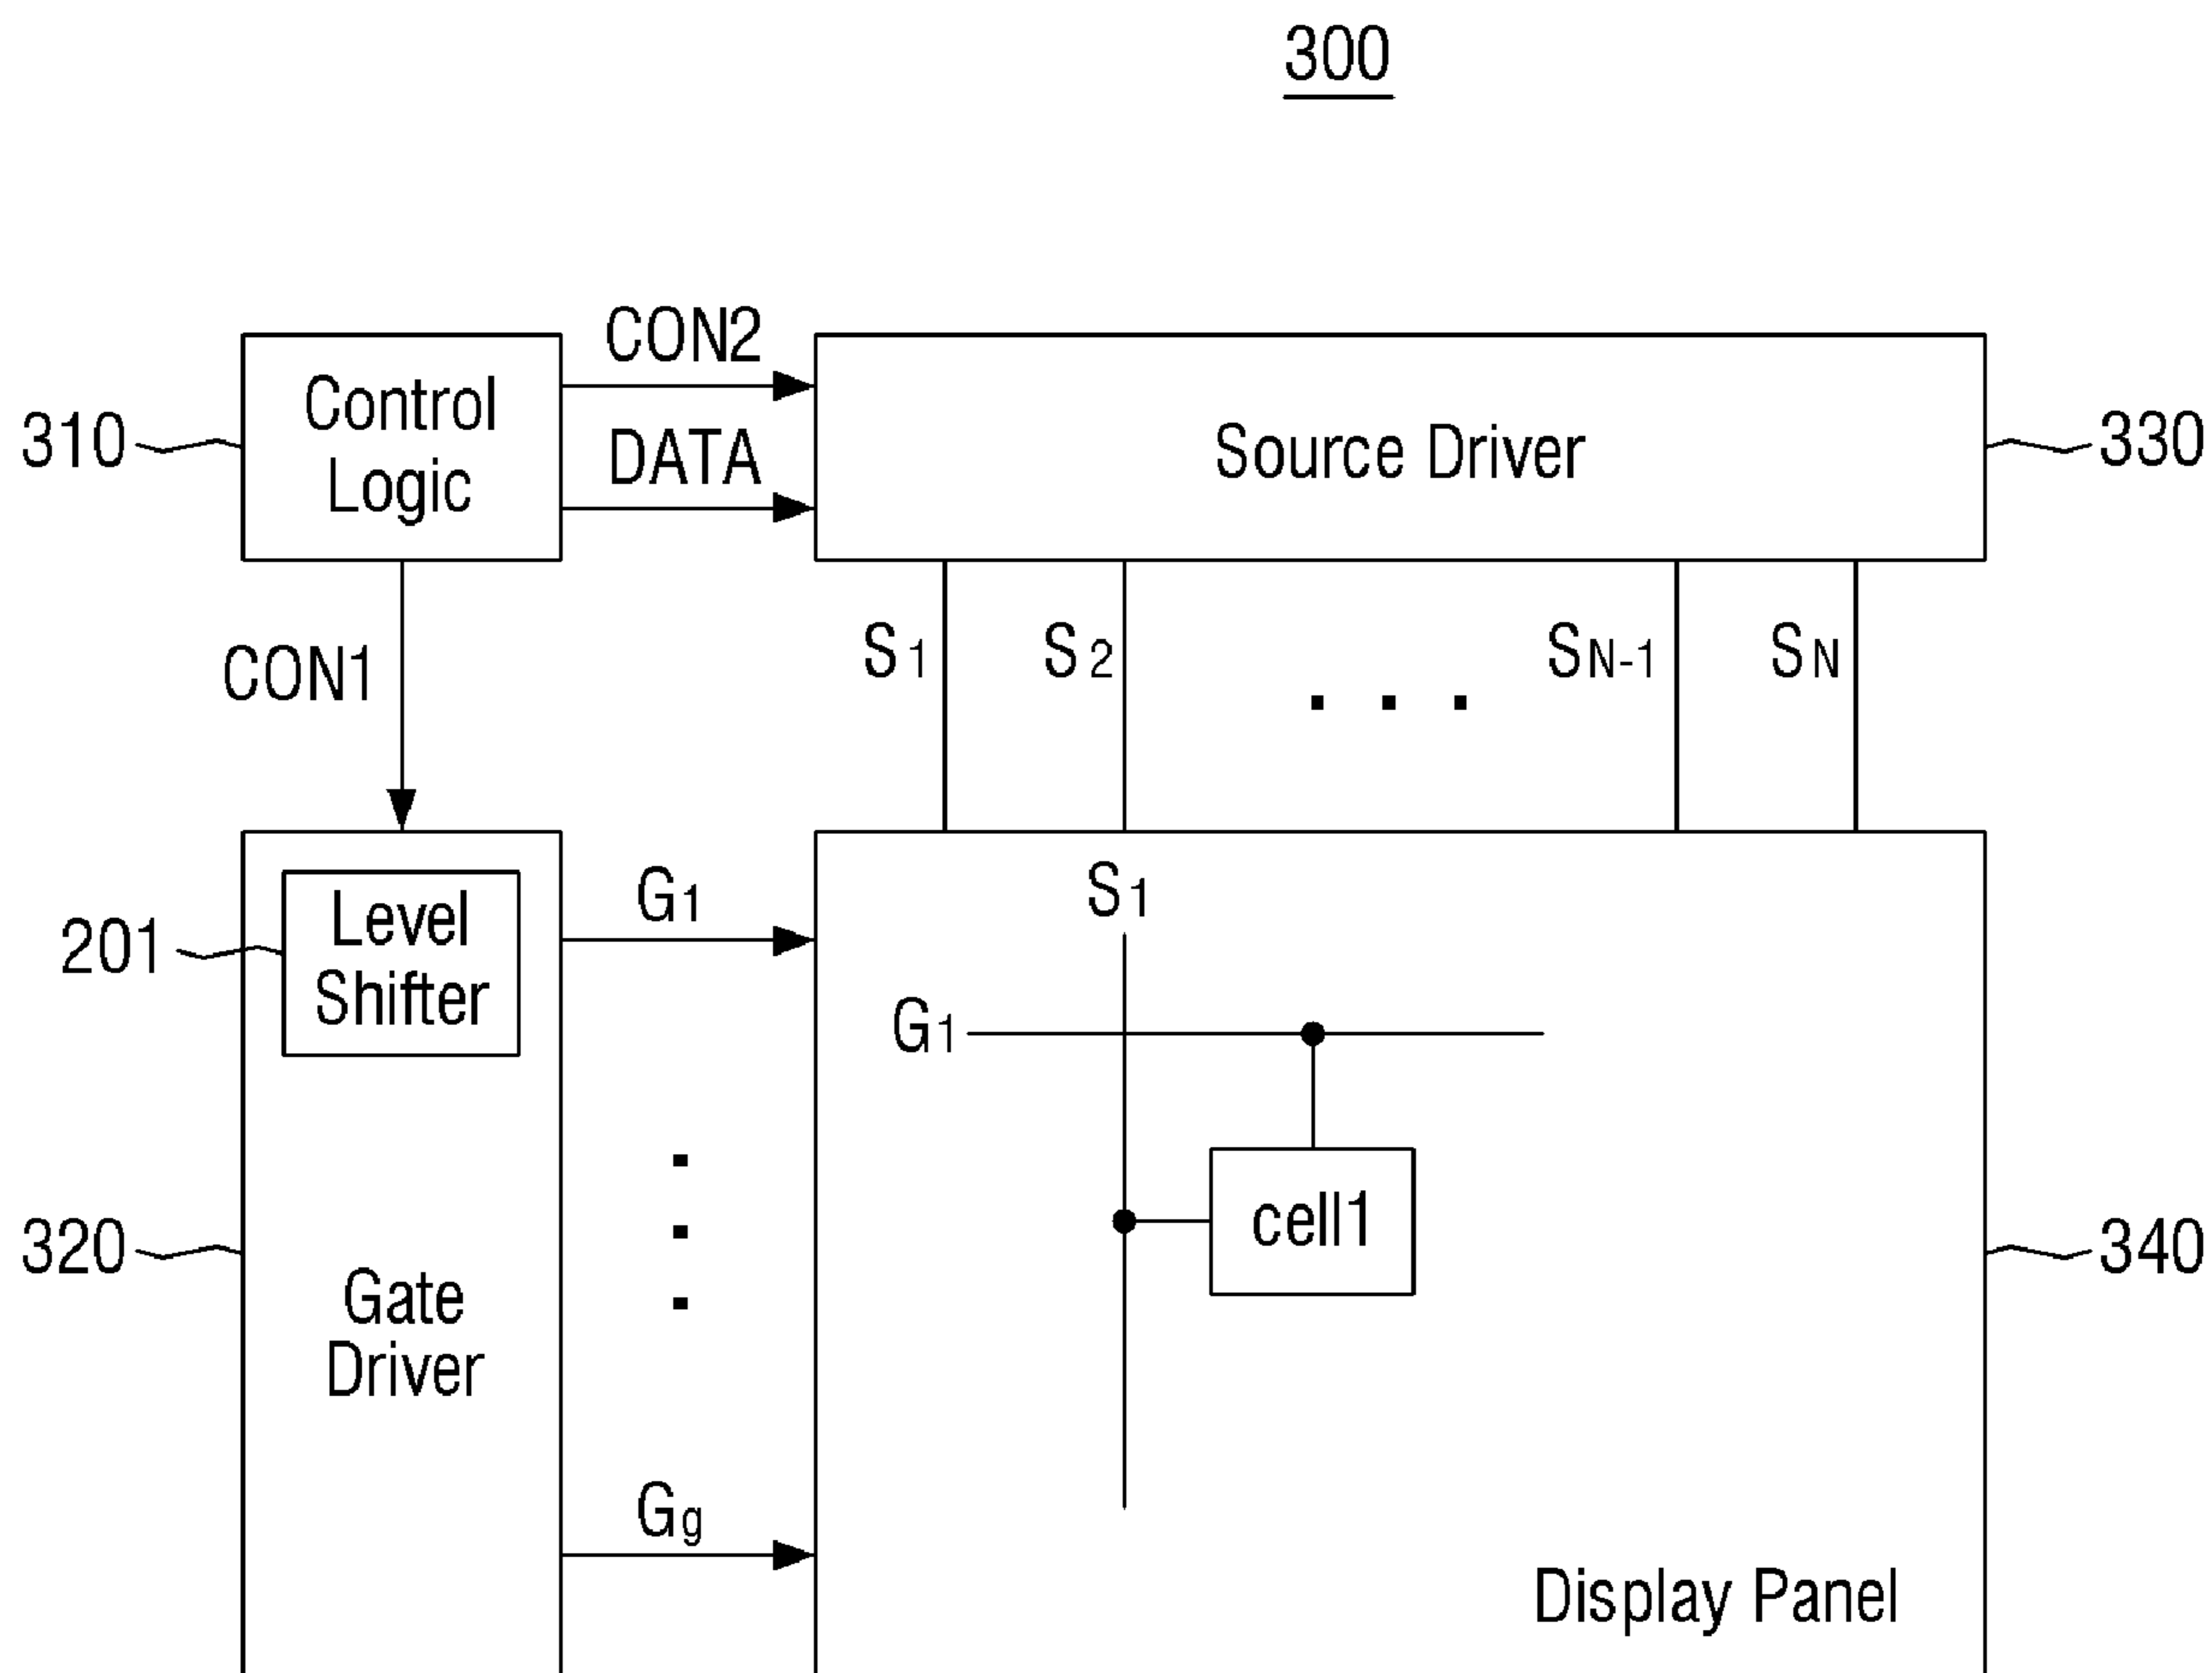 300
CON2
Control
Logic
310
DATA
Source Driver
330
CON1
S1
S2
SN-1
SN
. . .
Level
Shifter
201
G1
S1
G1
cell1
320
Gate
Driver
340
Gg
Display Panel